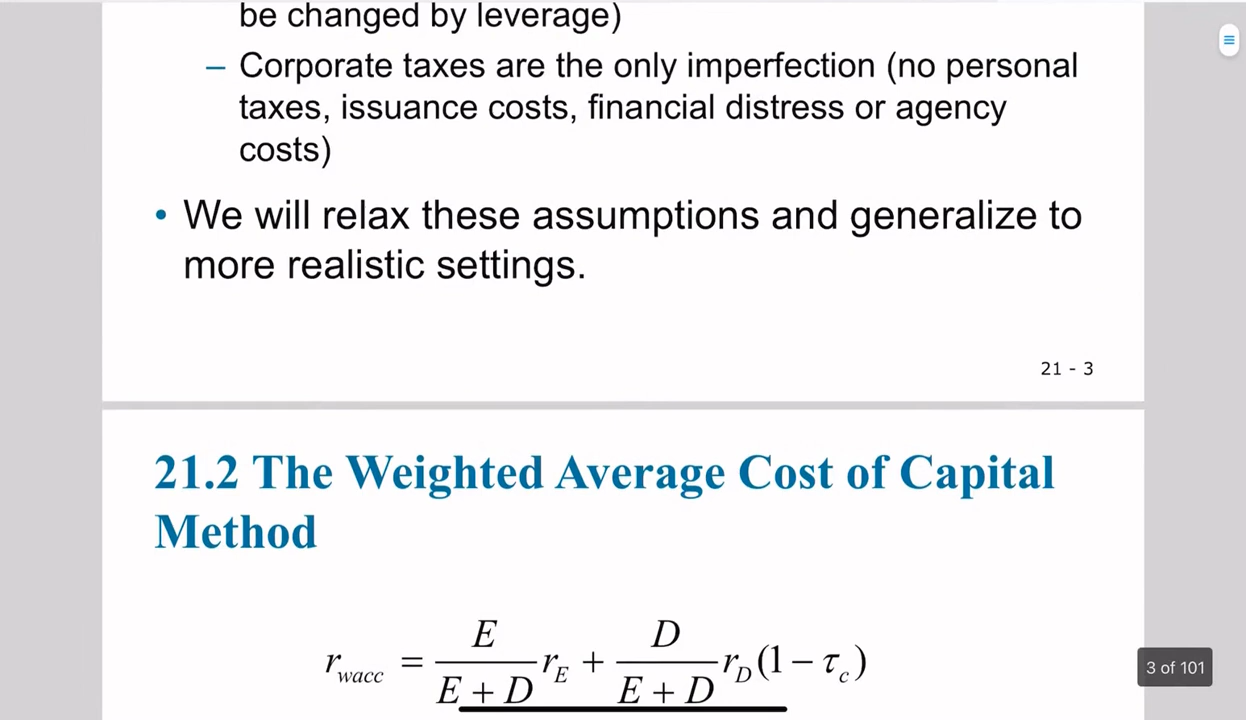 be changed by leverage)
– Corporate taxes are the only imperfection (no personal
taxes, issuance costs, financial distress or agency
costs)
• We will relax these assumptions and generalize to
more realistic settings.
21 - 3
21.2 The Weighted Average Cost of Capital
Method
r_wacc = E/(E + D) r_E + D/(E + D) r_D (1 − τ_c)
3 of 101